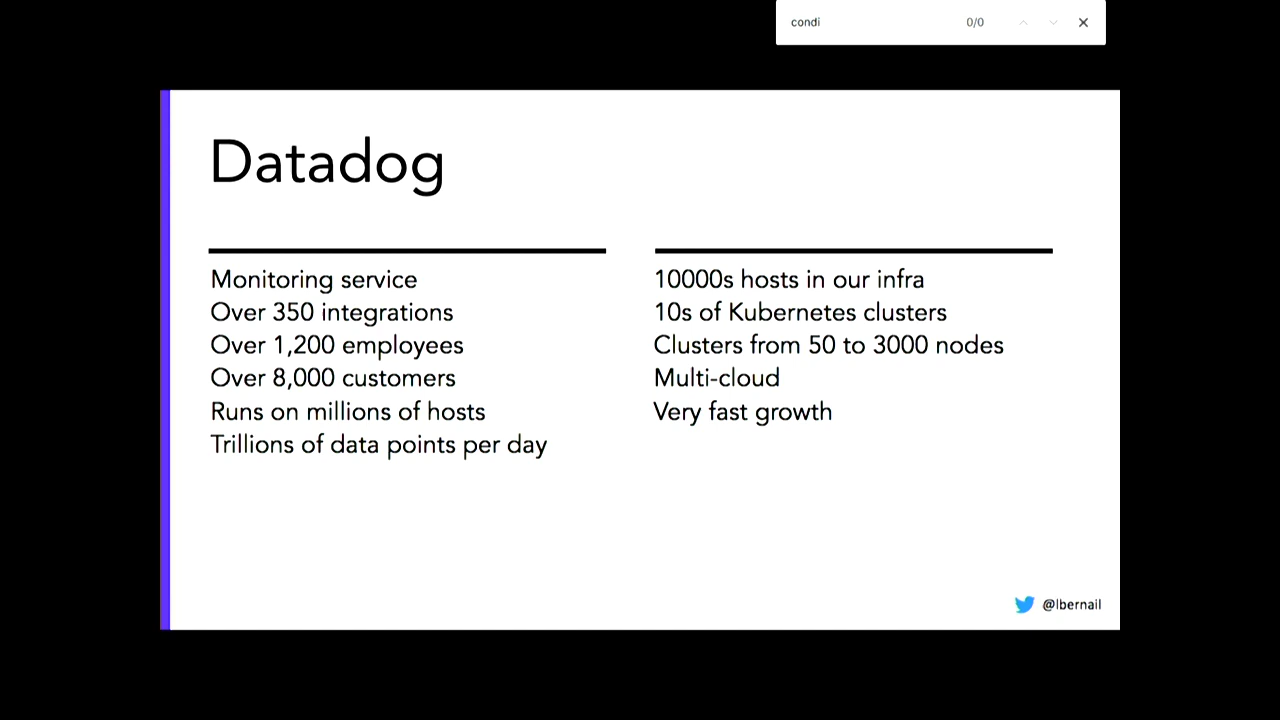 condi 0/0
Datadog
Monitoring service
Over 350 integrations
Over 1,200 employees
Over 8,000 customers
Runs on millions of hosts
Trillions of data points per day
10000s hosts in our infra
10s of Kubernetes clusters
Clusters from 50 to 3000 nodes
Multi-cloud
Very fast growth
@lbernail